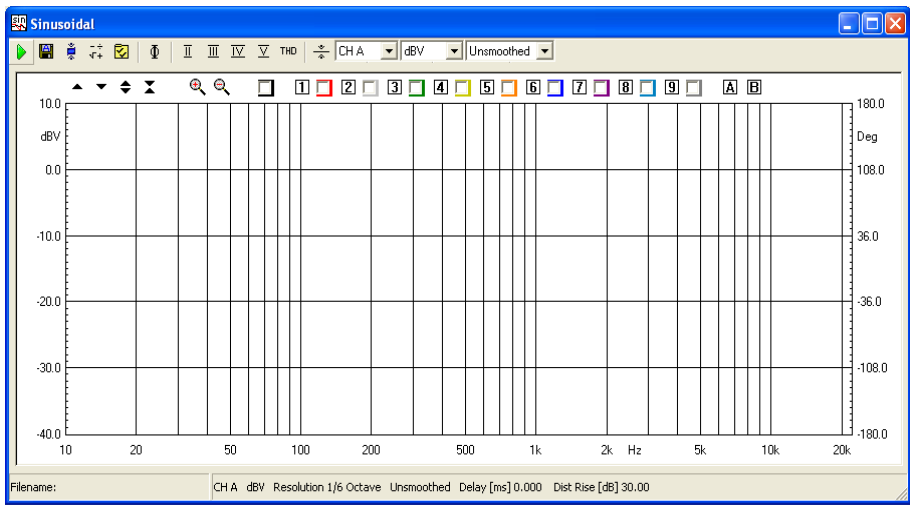 Sinusoidal
II III IV V THD CH A dBV Unsmoothed
1 2 3 4 5 6 7 8 9 A B
10.0 180.0
dBV Deg
0.0 108.0
-10.0 36.0
-20.0 -36.0
-30.0 -108.0
-40.0 -180.0
10 20 50 100 200 500 1k 2k Hz 5k 10k 20k
Filename: CH A dBV Resolution 1/6 Octave Unsmoothed Delay [ms] 0.000 Dist Rise [dB] 30.00